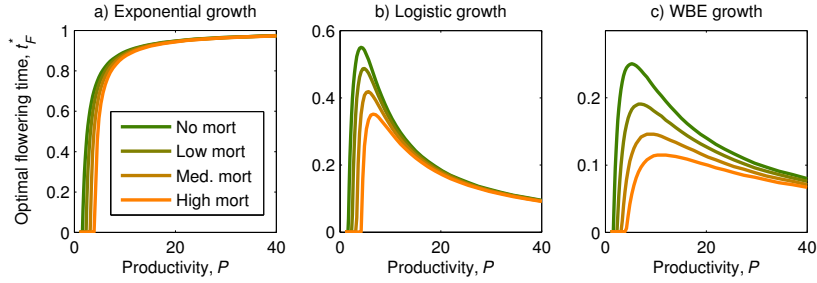 a) Exponential growth
b) Logistic growth
c) WBE growth
Optimal flowering time, t*F
1
0.8
0.6
0.4
0.2
0
No mort
Low mort
Med. mort
High mort
0 20 40
Productivity, P
0.6
0.4
0.2
0
0 20 40
Productivity, P
0.2
0.1
0
0 20 40
Productivity, P